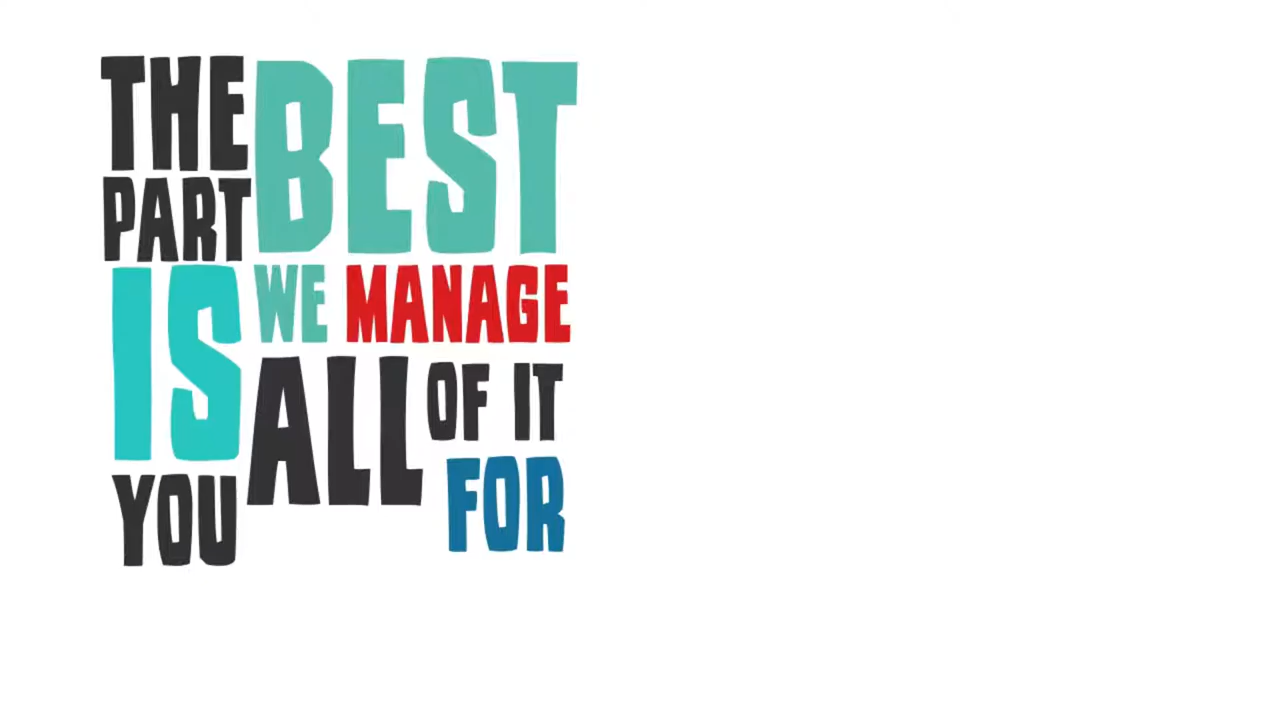 THE BEST
PART
IS WE MANAGE
ALL OF IT
FOR
YOU